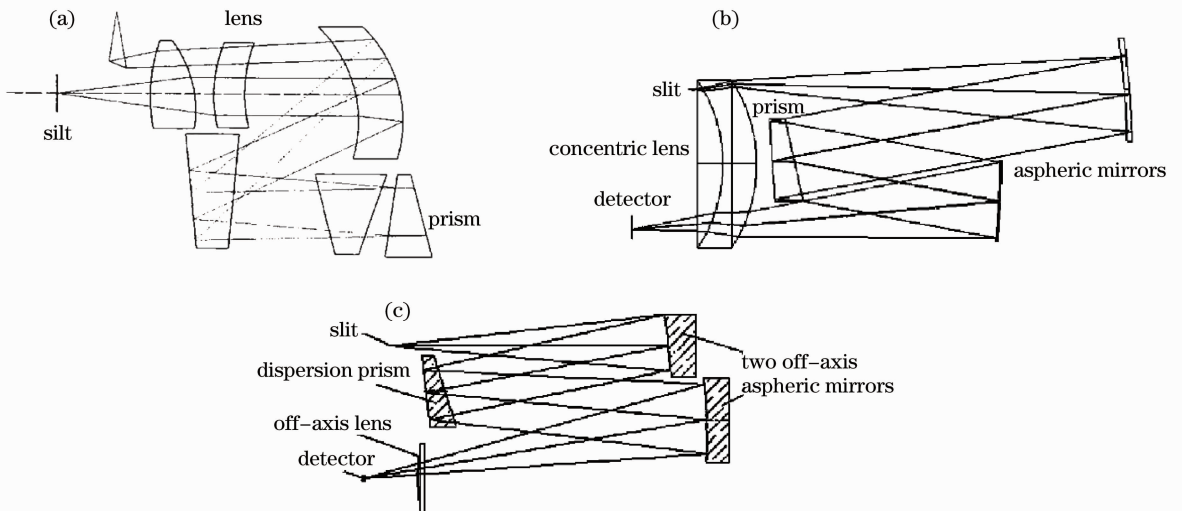 (a)
lens
silt
prism
(b)
slit
prism
concentric lens
aspheric mirrors
detector
(c)
slit
two off-axis
aspheric mirrors
dispersion prism
off-axis lens
detector